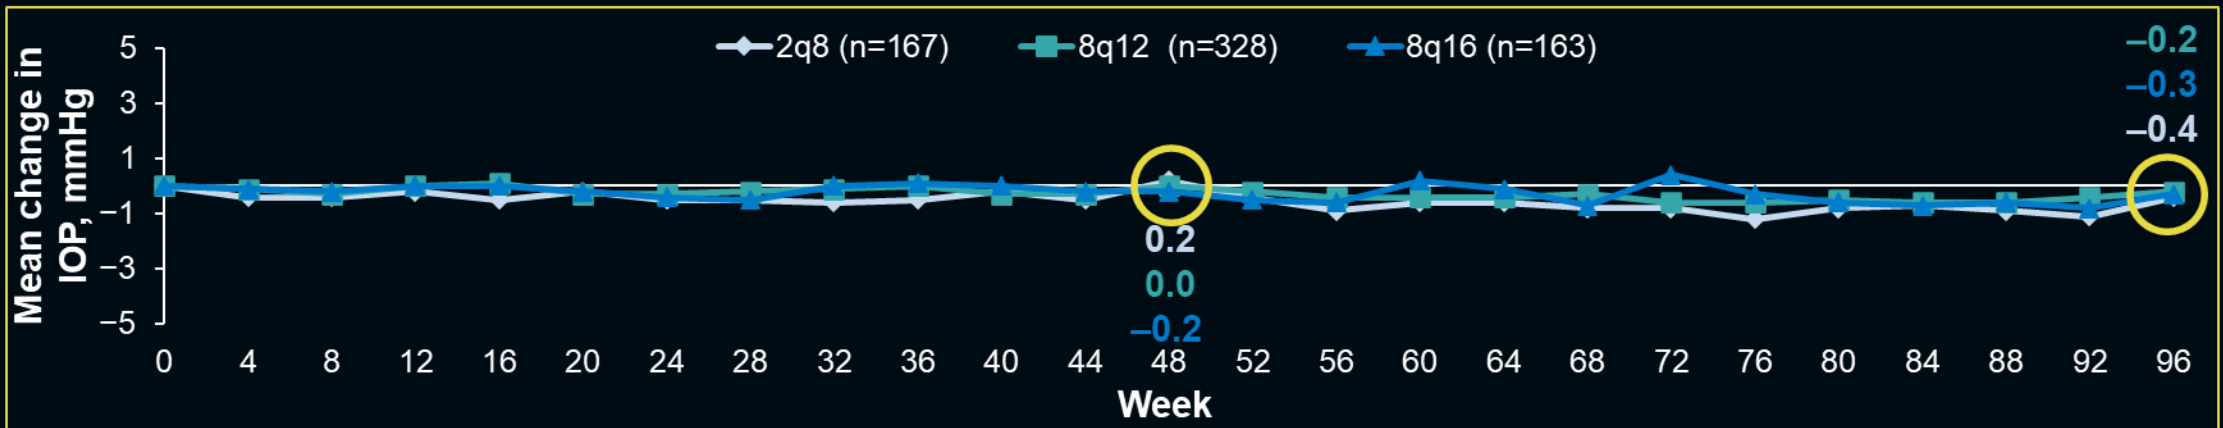 Mean change in
IOP, mmHg
2q8 (n=167)
8q12 (n=328)
8q16 (n=163)
5
3
1
−1
−3
−5
0.2
0.0
–0.2
–0.2
–0.3
–0.4
0 4 8 12 16 20 24 28 32 36 40 44 48 52 56 60 64 68 72 76 80 84 88 92 96
Week